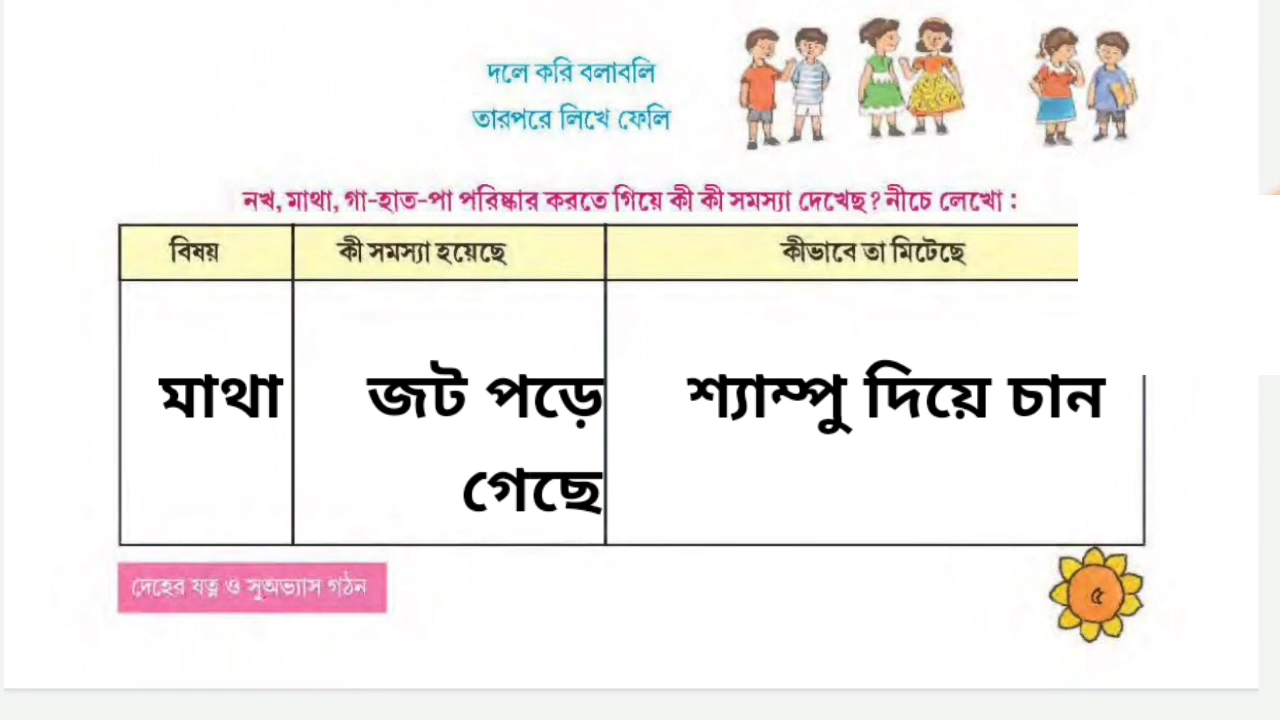 দলে করি বলাবলি
তারপরে লিখে ফেলি
নখ, মাথা, গা-হাত-পা পরিষ্কার করতে গিয়ে কী কী সমস্যা দেখেছ? নীচে লেখো :
বিষয় কী সমস্যা হয়েছে কীভাবে তা মিটেছে
মাথা জট পড়ে শ্যাম্পু দিয়ে চান
গেছে
দেহের যত্ন ও সুঅভ্যাস গঠন
৫